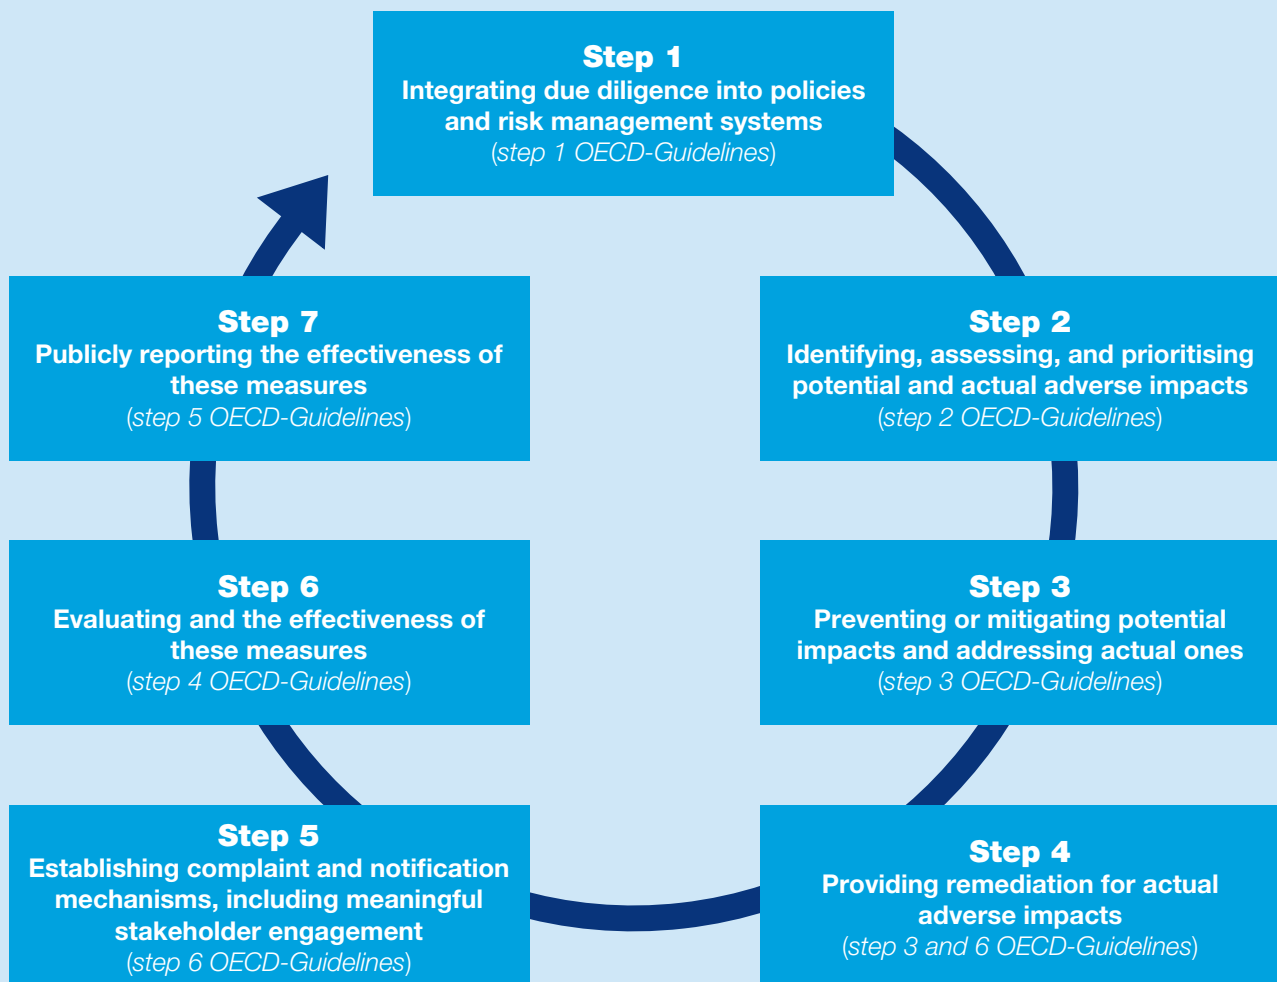 Step 1
Integrating due diligence into policies
and risk management systems
(step 1 OECD-Guidelines)
Step 2
Identifying, assessing, and prioritising
potential and actual adverse impacts
(step 2 OECD-Guidelines)
Step 3
Preventing or mitigating potential
impacts and addressing actual ones
(step 3 OECD-Guidelines)
Step 4
Providing remediation for actual
adverse impacts
(step 3 and 6 OECD-Guidelines)
Step 5
Establishing complaint and notification
mechanisms, including meaningful
stakeholder engagement
(step 6 OECD-Guidelines)
Step 6
Evaluating and the effectiveness of
these measures
(step 4 OECD-Guidelines)
Step 7
Publicly reporting the effectiveness of
these measures
(step 5 OECD-Guidelines)